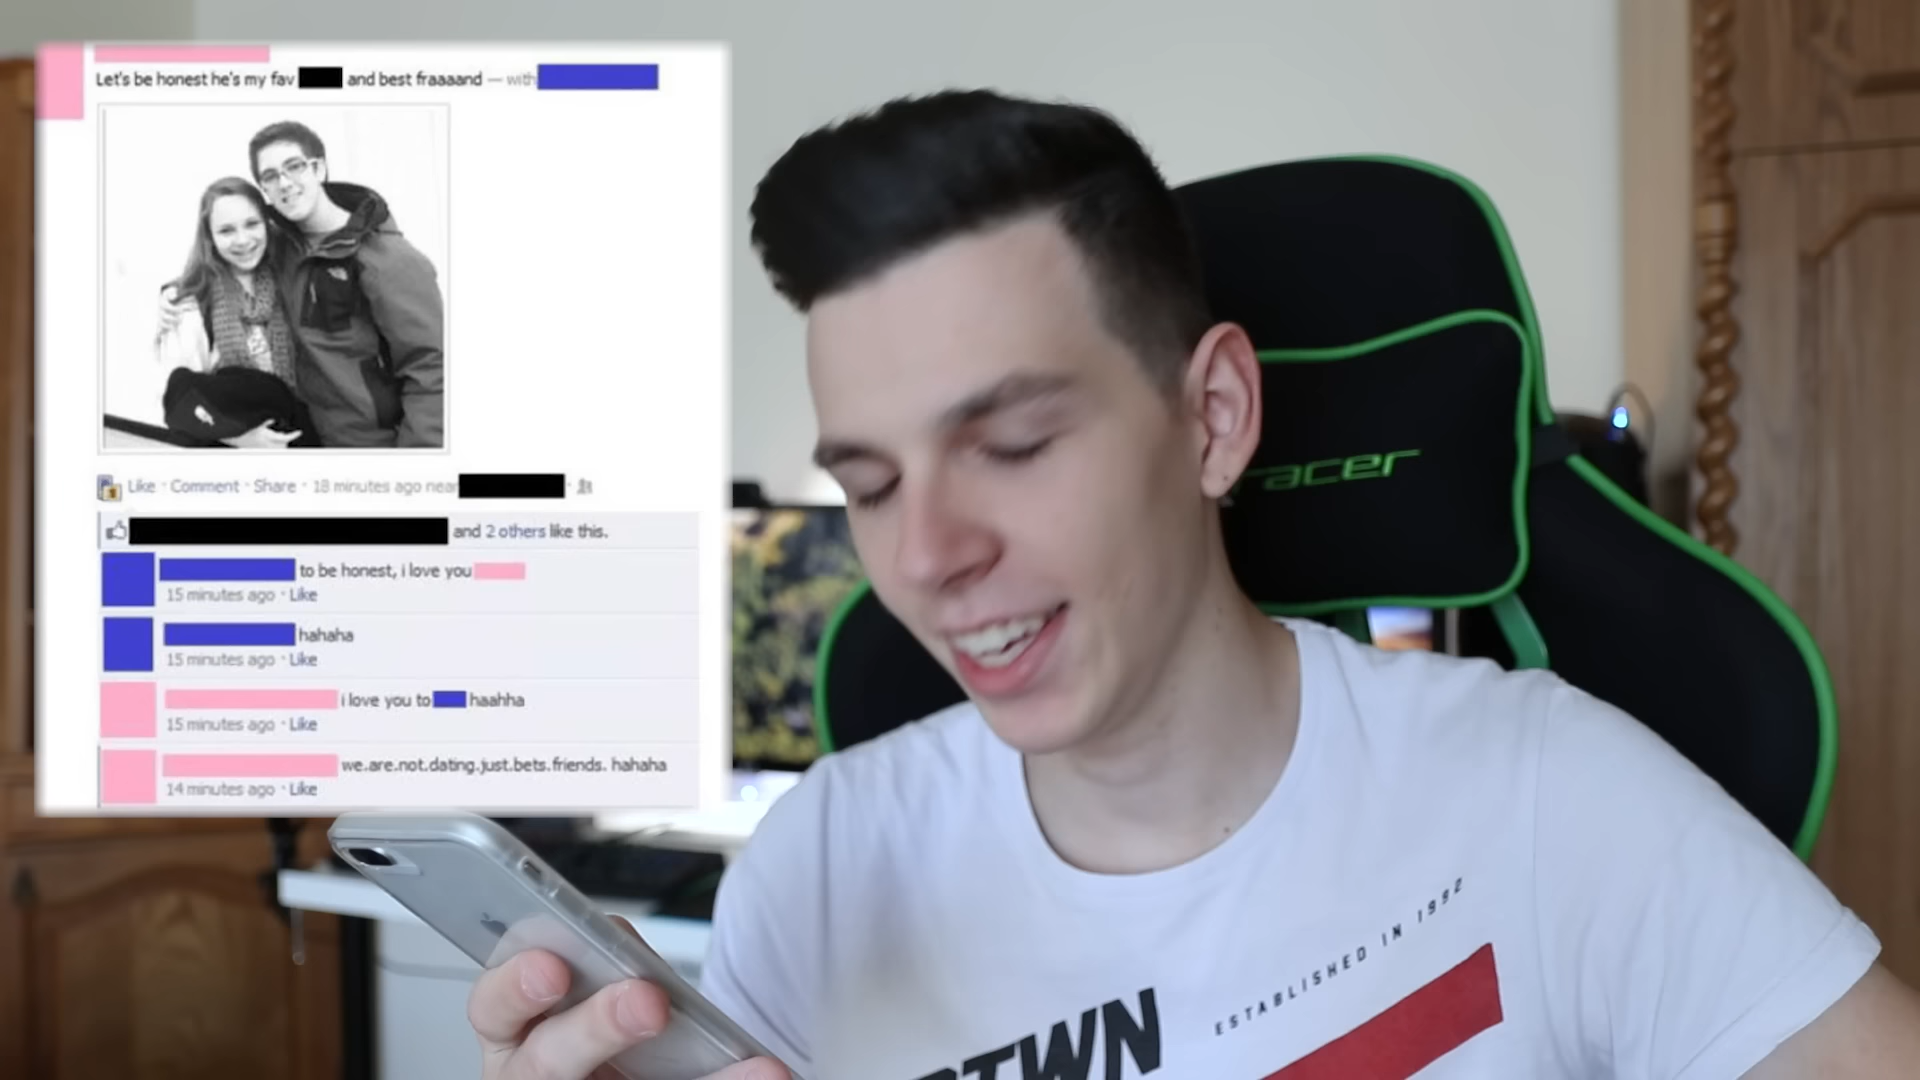 Let's be honest he's my fav and best fraaaand — with
Like · Comment · Share · 18 minutes ago near
and 2 others like this.
to be honest, i love you
15 minutes ago · Like
hahaha
15 minutes ago · Like
i love you to haahha
15 minutes ago · Like
we.are.not.dating.just.bets.friends. hahaha
14 minutes ago · Like
racer
ESTABLISHED IN 1992